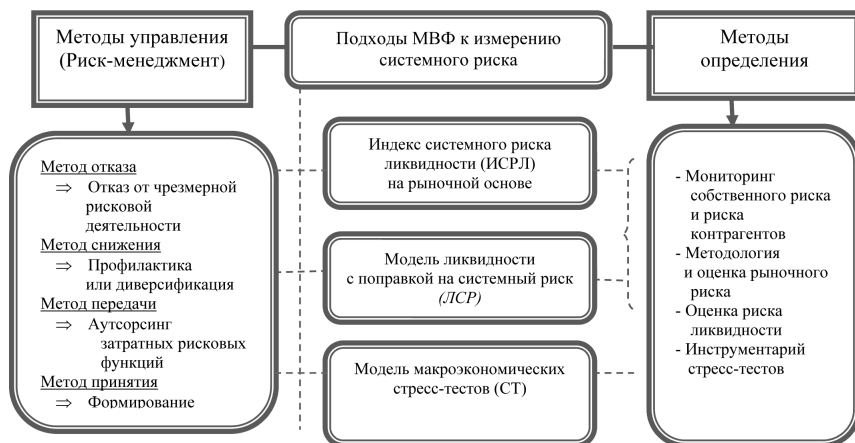 Методы управления
(Риск-менеджмент)
Подходы МВФ к измерению
системного риска
Методы
определения
Метод отказа
⇒ Отказ от чрезмерной
рисковой
деятельности
Метод снижения
⇒ Профилактика
или диверсификация
Метод передачи
⇒ Аутсорсинг
затратных рисковых
функций
Метод принятия
⇒ Формирование
Индекс системного риска
ликвидности (ИСРЛ)
на рыночной основе
Модель ликвидности
с поправкой на системный риск
(ЛСР)
Модель макроэкономических
стресс-тестов (СТ)
- Мониторинг
собственного риска
и риска
контрагентов
- Методология
и оценка рыночного
риска
- Оценка риска
ликвидности
- Инструментарий
стресс-тестов